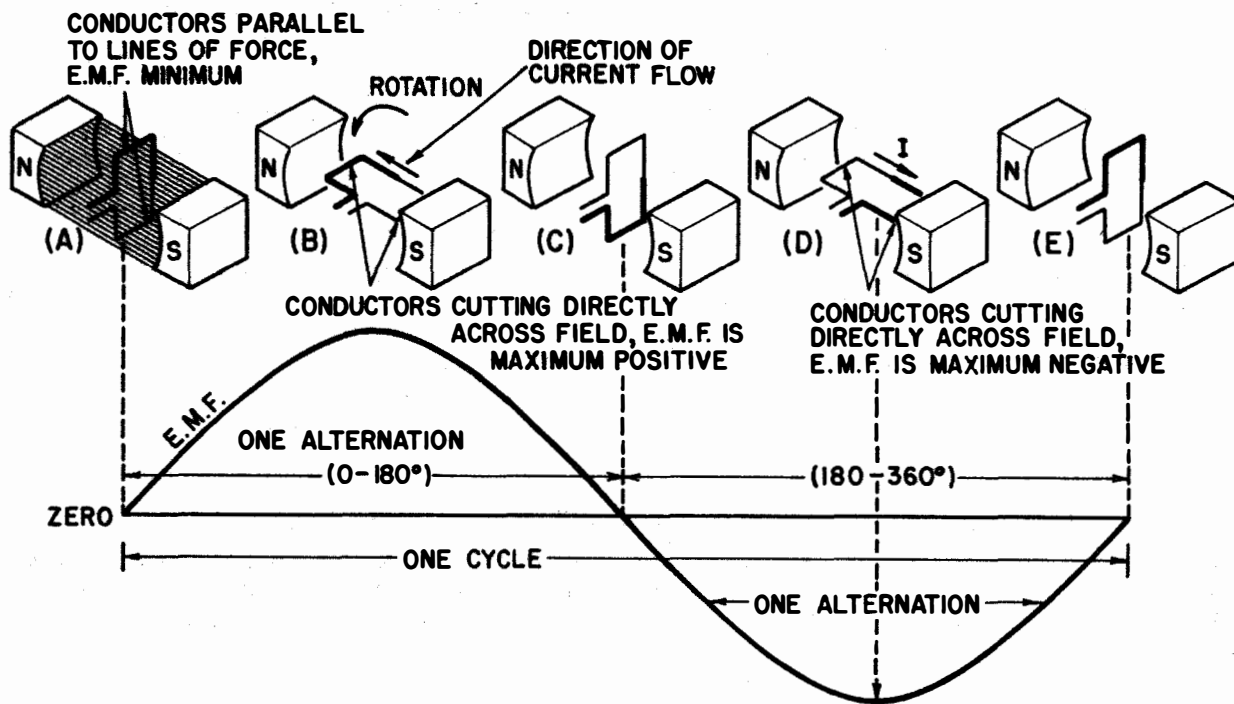 CONDUCTORS PARALLEL
TO LINES OF FORCE,
E.M.F. MINIMUM
ROTATION
DIRECTION OF
CURRENT FLOW
I
N
S
(A)
N
S
(B)
N
S
(C)
N
S
(D)
N
S
(E)
CONDUCTORS CUTTING DIRECTLY
ACROSS FIELD, E.M.F. IS
MAXIMUM POSITIVE
CONDUCTORS CUTTING
DIRECTLY ACROSS FIELD,
E.M.F. IS MAXIMUM NEGATIVE
E.M.F.
ONE ALTERNATION
(0-180°)
(180-360°)
ZERO
ONE CYCLE
ONE ALTERNATION